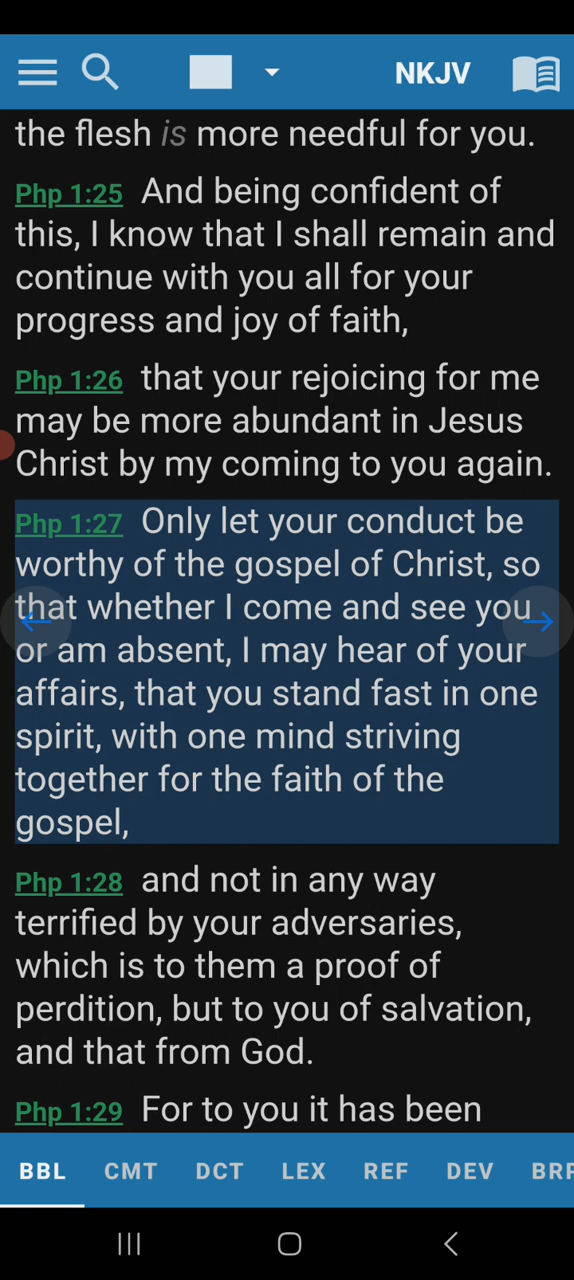 NKJV
the flesh is more needful for you.
Php 1:25 And being confident of
this, I know that I shall remain and
continue with you all for your
progress and joy of faith,
Php 1:26 that your rejoicing for me
may be more abundant in Jesus
Christ by my coming to you again.
Php 1:27 Only let your conduct be
worthy of the gospel of Christ, so
that whether I come and see you
or am absent, I may hear of your
affairs, that you stand fast in one
spirit, with one mind striving
together for the faith of the
gospel,
Php 1:28 and not in any way
terrified by your adversaries,
which is to them a proof of
perdition, but to you of salvation,
and that from God.
Php 1:29 For to you it has been
BBL CMT DCT LEX REF DEV BRP